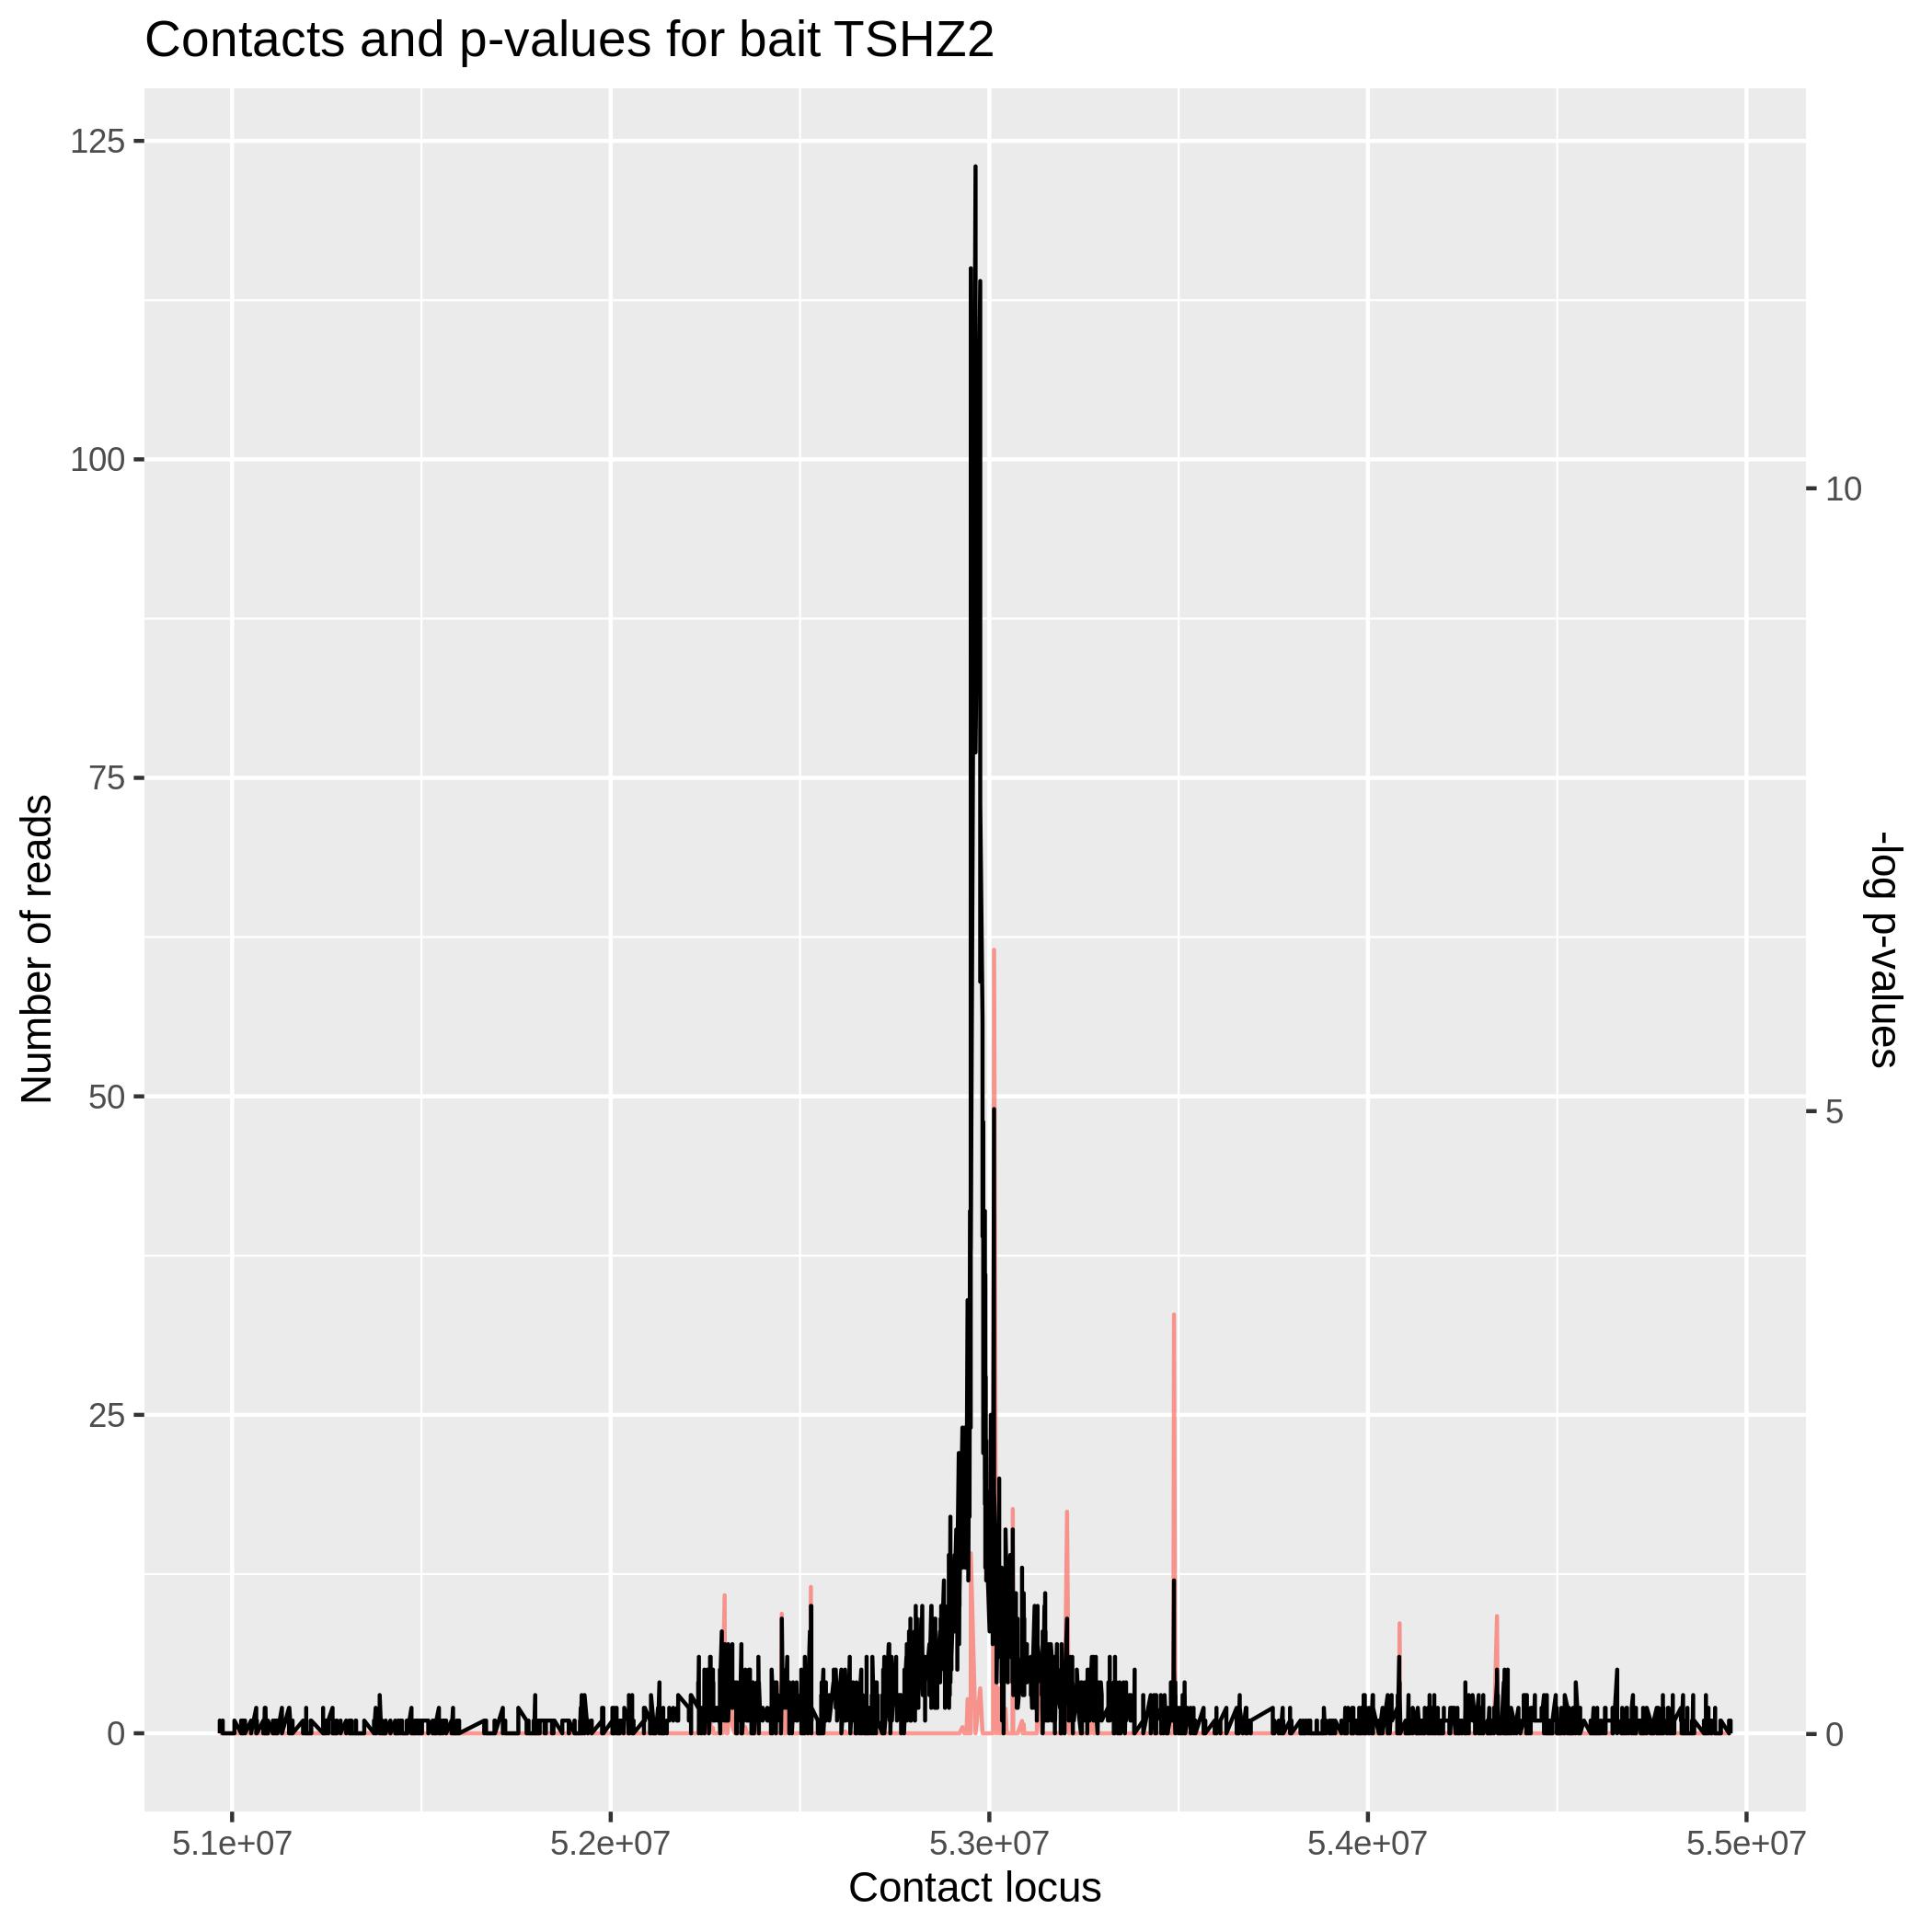 Contacts and p-values for bait TSHZ2
125
100
75
50
25
0
Number of reads
10
5
0
-log p-values
5.1e+07
5.2e+07
5.3e+07
5.4e+07
5.5e+07
Contact locus